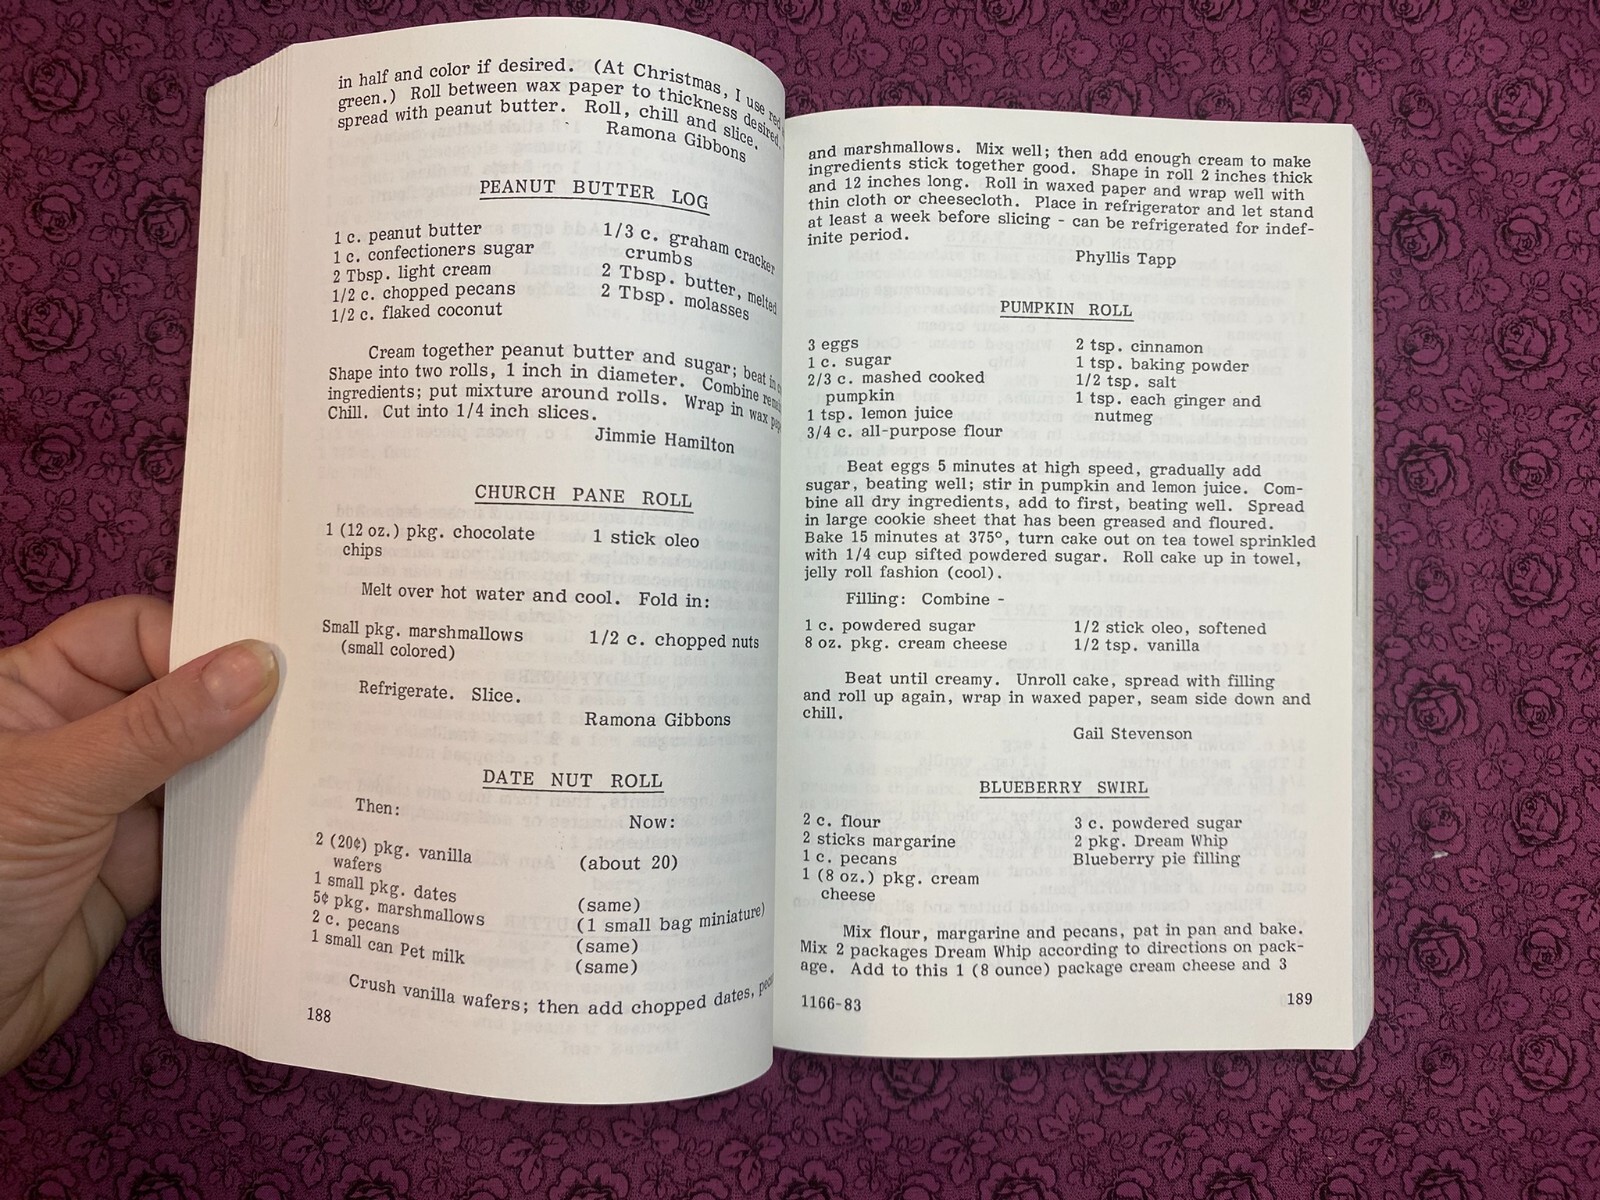 in half and color if desired. (At Christmas, I use red
green.) Roll between wax paper to thickness desired,
spread with peanut butter. Roll, chill and slice.
Ramona Gibbons
PEANUT BUTTER LOG
1 c. peanut butter
1 c. confectioners sugar
2 Tbsp. light cream
1/2 c. chopped pecans
1/2 c. flaked coconut
1/3 c. graham cracker
crumbs
2 Tbsp. butter, melted
2 Tbsp. molasses
Cream together peanut butter and sugar; beat in
Shape into two rolls, 1 inch in diameter. Combine
ingredients; put mixture around rolls. Wrap in wax
Chill. Cut into 1/4 inch slices.
Jimmie Hamilton
CHURCH PANE ROLL
1 (12 oz.) pkg. chocolate
chips
1 stick oleo
Melt over hot water and cool. Fold in:
Small pkg. marshmallows
(small colored)
1/2 c. chopped nuts
Refrigerate. Slice.
Ramona Gibbons
DATE NUT ROLL
Then:
Now:
2 (20¢) pkg. vanilla
wafers
(about 20)
1 small pkg. dates
(same)
5¢ pkg. marshmallows
(1 small bag miniature)
2 c. pecans
(same)
1 small can Pet milk
(same)
Crush vanilla wafers; then add chopped dates,
188
and marshmallows. Mix well; then add enough cream to make
ingredients stick together good. Shape in roll 2 inches thick
and 12 inches long. Roll in waxed paper and wrap well with
thin cloth or cheesecloth. Place in refrigerator and let stand
at least a week before slicing - can be refrigerated for indef-
inite period.
Phyllis Tapp
PUMPKIN ROLL
3 eggs
1 c. sugar
2/3 c. mashed cooked
pumpkin
1 tsp. lemon juice
3/4 c. all-purpose flour
2 tsp. cinnamon
1 tsp. baking powder
1/2 tsp. salt
1 tsp. each ginger and
nutmeg
Beat eggs 5 minutes at high speed, gradually add
sugar, beating well; stir in pumpkin and lemon juice. Com-
bine all dry ingredients, add to first, beating well. Spread
in large cookie sheet that has been greased and floured.
Bake 15 minutes at 375°, turn cake out on tea towel sprinkled
with 1/4 cup sifted powdered sugar. Roll cake up in towel,
jelly roll fashion (cool).
Filling: Combine -
1 c. powdered sugar
8 oz. pkg. cream cheese
1/2 stick oleo, softened
1/2 tsp. vanilla
Beat until creamy. Unroll cake, spread with filling
and roll up again, wrap in waxed paper, seam side down and
chill.
Gail Stevenson
BLUEBERRY SWIRL
2 c. flour
2 sticks margarine
1 c. pecans
1 (8 oz.) pkg. cream
cheese
3 c. powdered sugar
2 pkg. Dream Whip
Blueberry pie filling
Mix flour, margarine and pecans, pat in pan and bake.
Mix 2 packages Dream Whip according to directions on pack-
age. Add to this 1 (8 ounce) package cream cheese and 3
1166-83
189